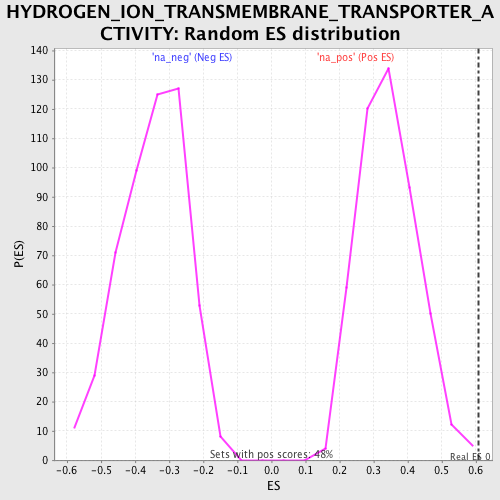 HYDROGEN_ION_TRANSMEMBRANE_TRANSPORTER_A
CTIVITY: Random ES distribution
'na_neg' (Neg ES) 'na_pos' (Pos ES)
140
130
120
110
100
90
80
70
60
50
40
30
20
10
0
P(ES)
Sets with pos scores: 48%
Real ES 0
-0.6 -0.5 -0.4 -0.3 -0.2 -0.1 0.0 0.1 0.2 0.3 0.4 0.5 0.6
ES